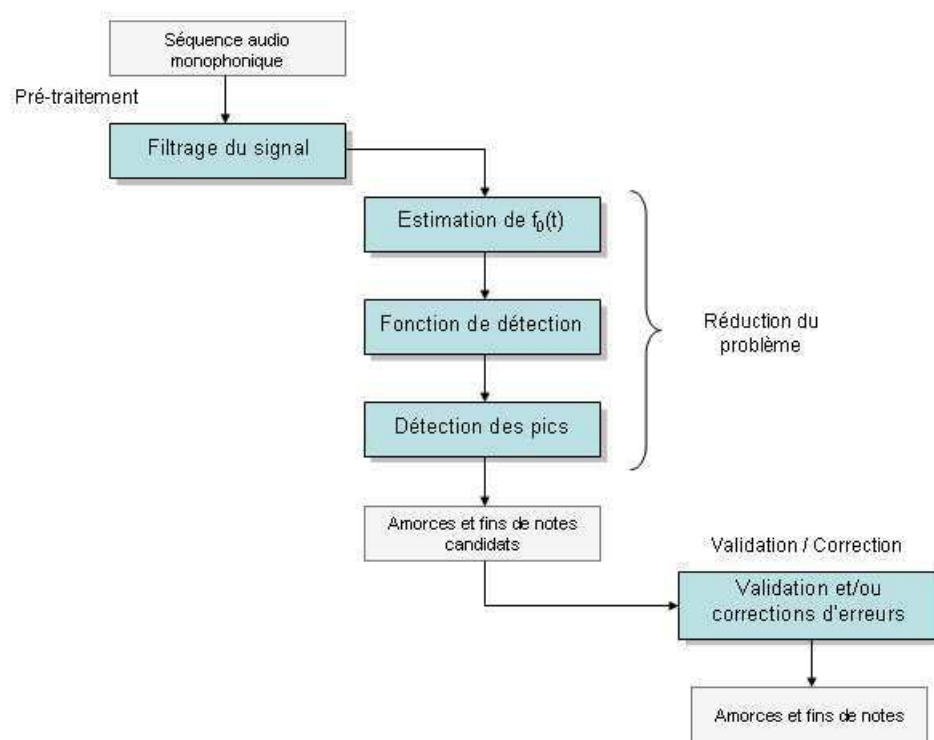 Séquence audio
monophonique
Pré-traitement
Filtrage du signal
Estimation de f₀(t)
Fonction de détection
Réduction du
problème
Détection des pics
Amorces et fins de notes
candidats
Validation / Correction
Validation et/ou
corrections d'erreurs
Amorces et fins de notes